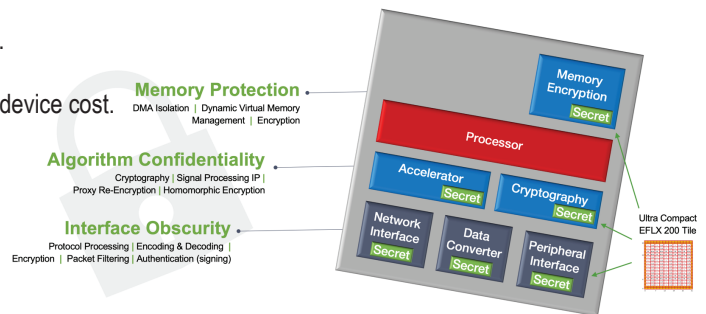 .
device cost.
Memory Protection
DMA Isolation | Dynamic Virtual Memory
Management | Encryption
Algorithm Confidentiality
Cryptography | Signal Processing IP |
Proxy Re-Encryption | Homomorphic Encryption
Interface Obscurity
Protocol Processing | Encoding & Decoding |
Encryption | Packet Filtering | Authentication (signing)
Memory
Encryption
Secret
Processor
Accelerator
Secret
Cryptography
Secret
Network
Interface
Secret
Data
Converter
Secret
Peripheral
Interface
Secret
Ultra Compact
EFLX 200 Tile